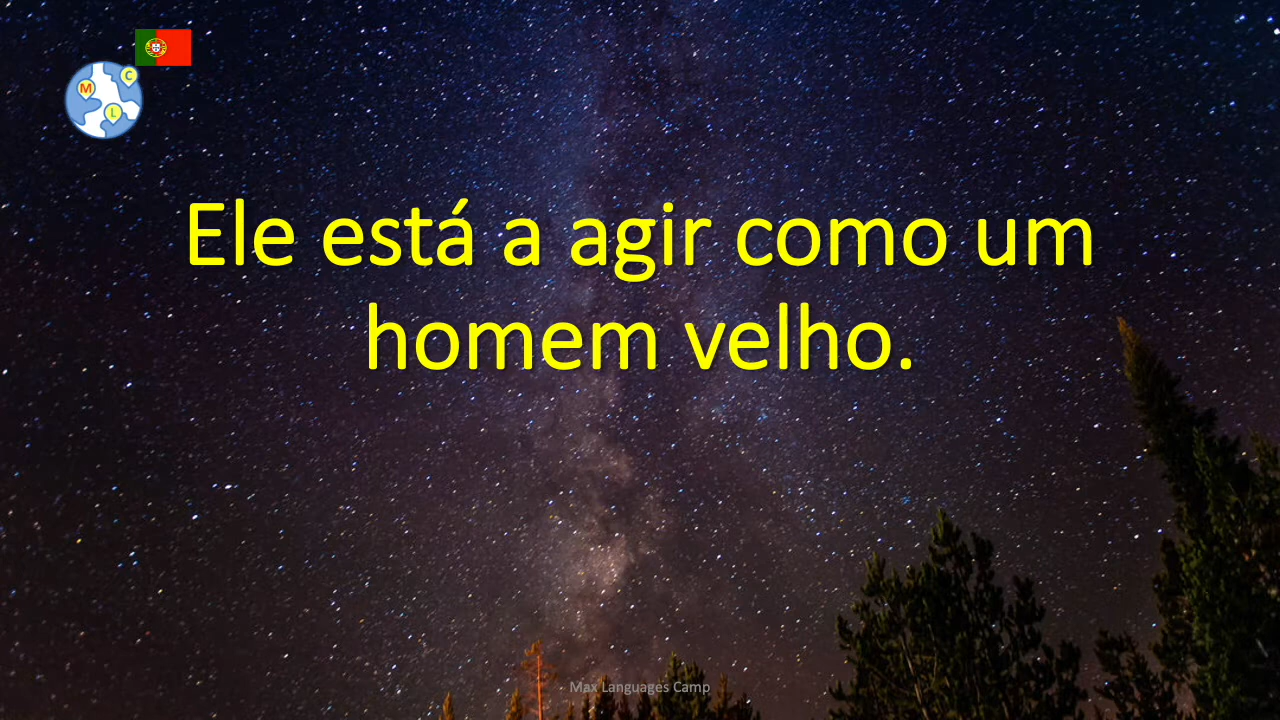 C
M
L
Ele está a agir como um
homem velho.
Max Languages Camp